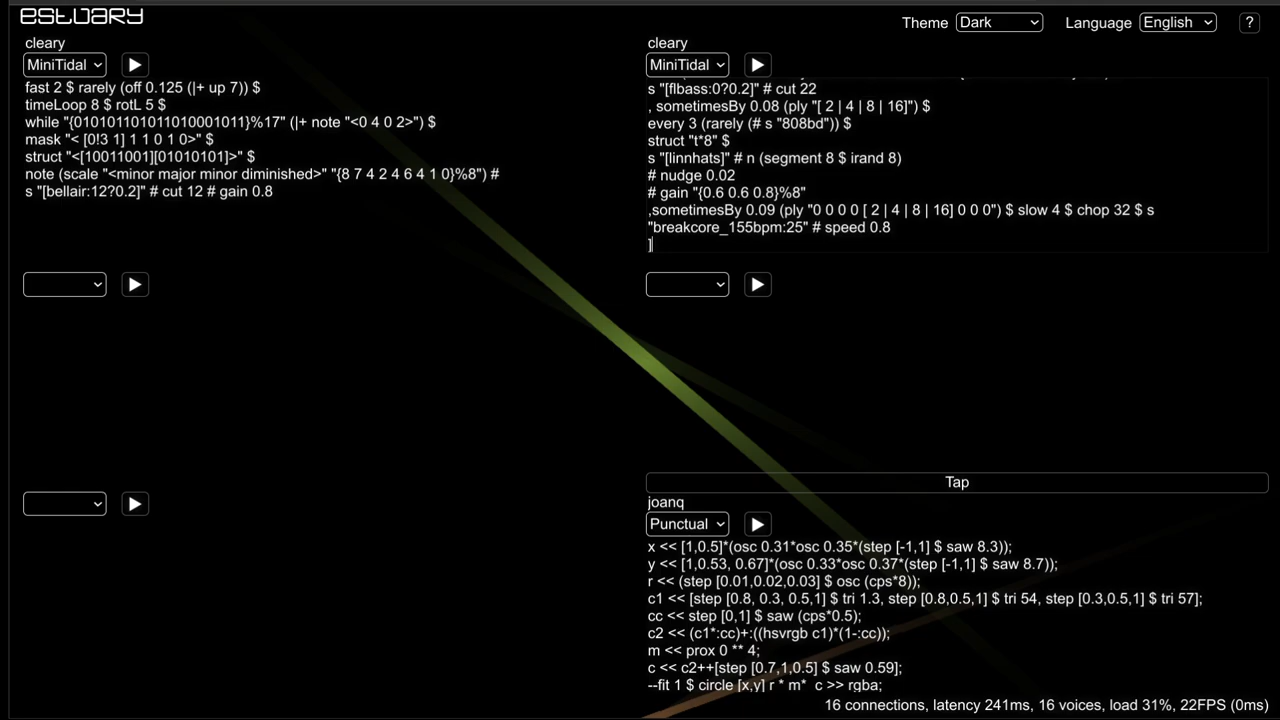 estuary
Theme Dark Language English ?
cleary
MiniTidal
fast 2 $ rarely (off 0.125 (|+ up 7)) $
timeLoop 8 $ rotL 5 $
while "{010101101011010001011}%17" (|+ note "<0 4 0 2>") $
mask "< [0!3 1] 1 1 0 1 0>" $
struct "<[10011001][01010101]>" $
note (scale "<minor major minor diminished>" "{8 7 4 2 4 6 4 1 0}%8") #
s "[bellair:12?0.2]" # cut 12 # gain 0.8
cleary
MiniTidal
s "[flbass:0?0.2]" # cut 22
, sometimesBy 0.08 (ply "[ 2 | 4 | 8 | 16]") $
every 3 (rarely (# s "808bd")) $
struct "t*8" $
s "[linnhats]" # n (segment 8 $ irand 8)
# nudge 0.02
# gain "{0.6 0.6 0.8}%8"
,sometimesBy 0.09 (ply "0 0 0 0 [ 2 | 4 | 8 | 16] 0 0 0") $ slow 4 $ chop 32 $ s
"breakcore_155bpm:25" # speed 0.8
]
Tap
joanq
Punctual
x << [1,0.5]*(osc 0.31*osc 0.35*(step [-1,1] $ saw 8.3));
y << [1,0.53, 0.67]*(osc 0.33*osc 0.37*(step [-1,1] $ saw 8.7));
r << (step [0.01,0.02,0.03] $ osc (cps*8));
c1 << [step [0.8, 0.3, 0.5,1] $ tri 1.3, step [0.8,0.5,1] $ tri 54, step [0.3,0.5,1] $ tri 57];
cc << step [0,1] $ saw (cps*0.5);
c2 << (c1*:cc)+:((hsvrgb c1)*(1-:cc));
m << prox 0 ** 4;
c << c2++[step [0.7,1,0.5] $ saw 0.59];
--fit 1 $ circle [x,y] r * m* c >> rgba;
16 connections, latency 241ms, 16 voices, load 31%, 22FPS (0ms)